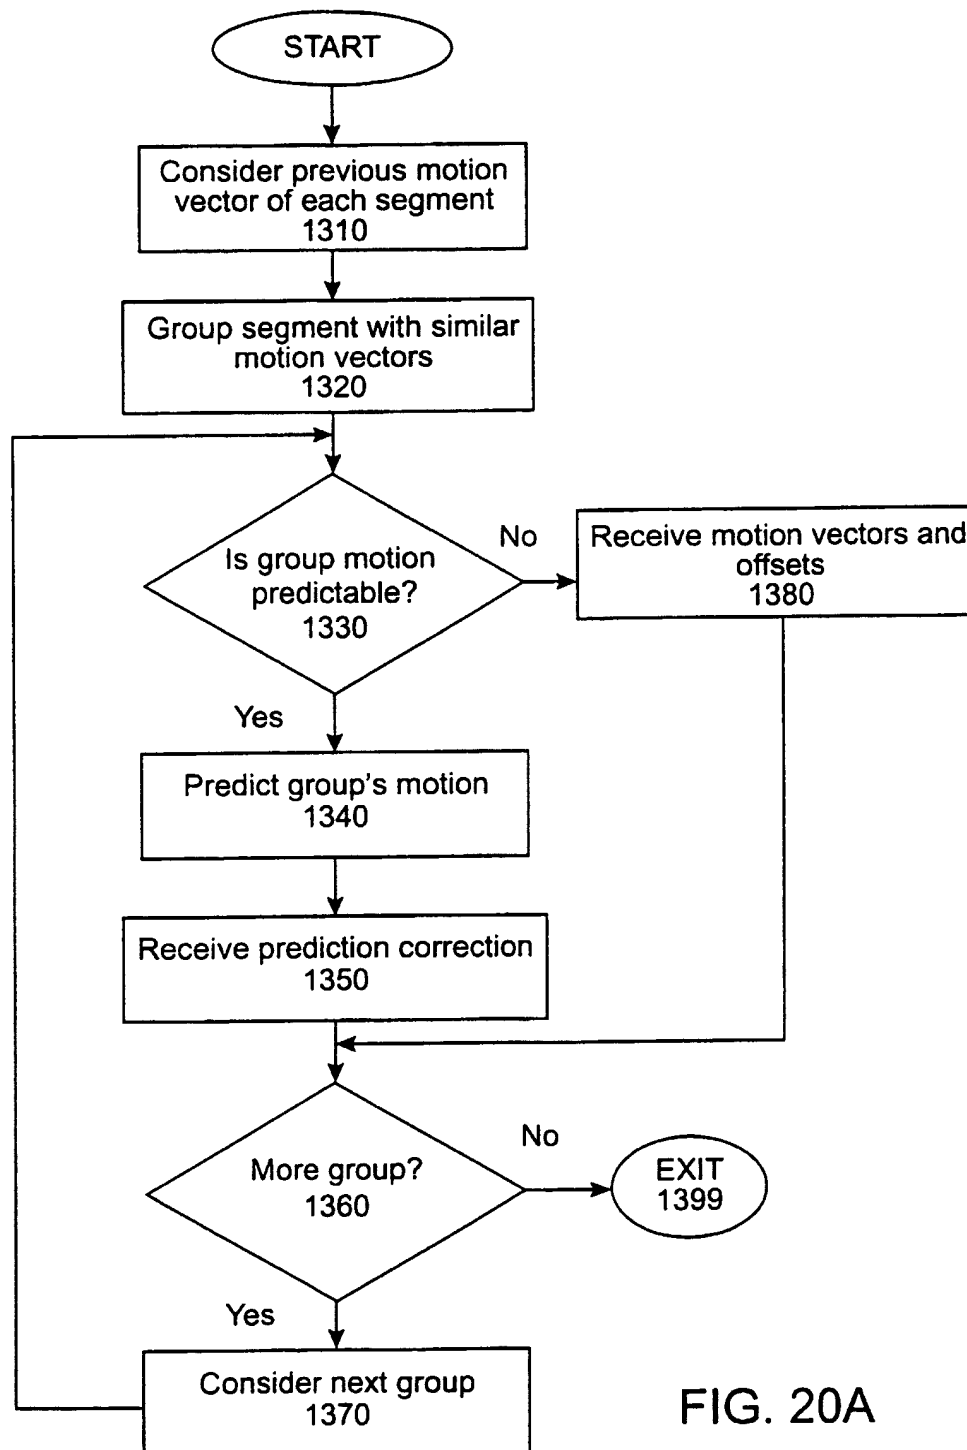 START
Consider previous motion
vector of each segment
1310
Group segment with similar
motion vectors
1320
Is group motion
predictable?
1330
No
Receive motion vectors and
offsets
1380
Yes
Predict group's motion
1340
Receive prediction correction
1350
More group?
1360
No
EXIT
1399
Yes
Consider next group
1370
FIG. 20A